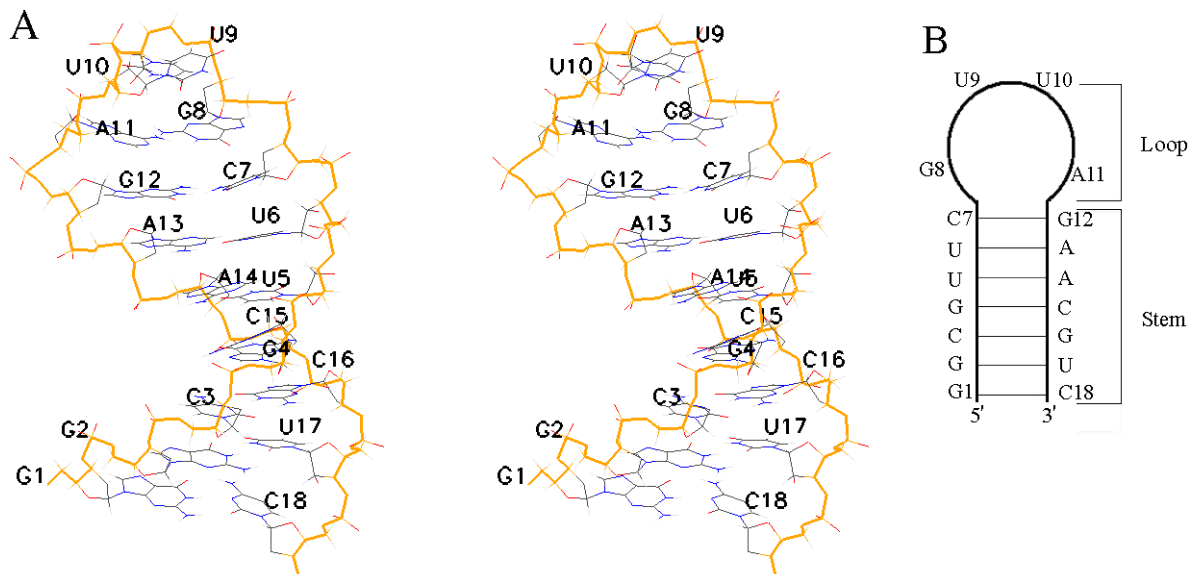 A
U9
U10
G8
A11
C7
G12
U6
A13
A14
U5
C15
G4
C16
C3
U17
G2
G1
C18
U9
U10
G8
A11
C7
G12
U6
A13
A14
U5
C15
G4
C16
C3
U17
G2
G1
C18
B
U9 U10
Loop
G8 A11
C7 G12
U A
U A
G C
Stem
C G
G U
G1 C18
5' 3'